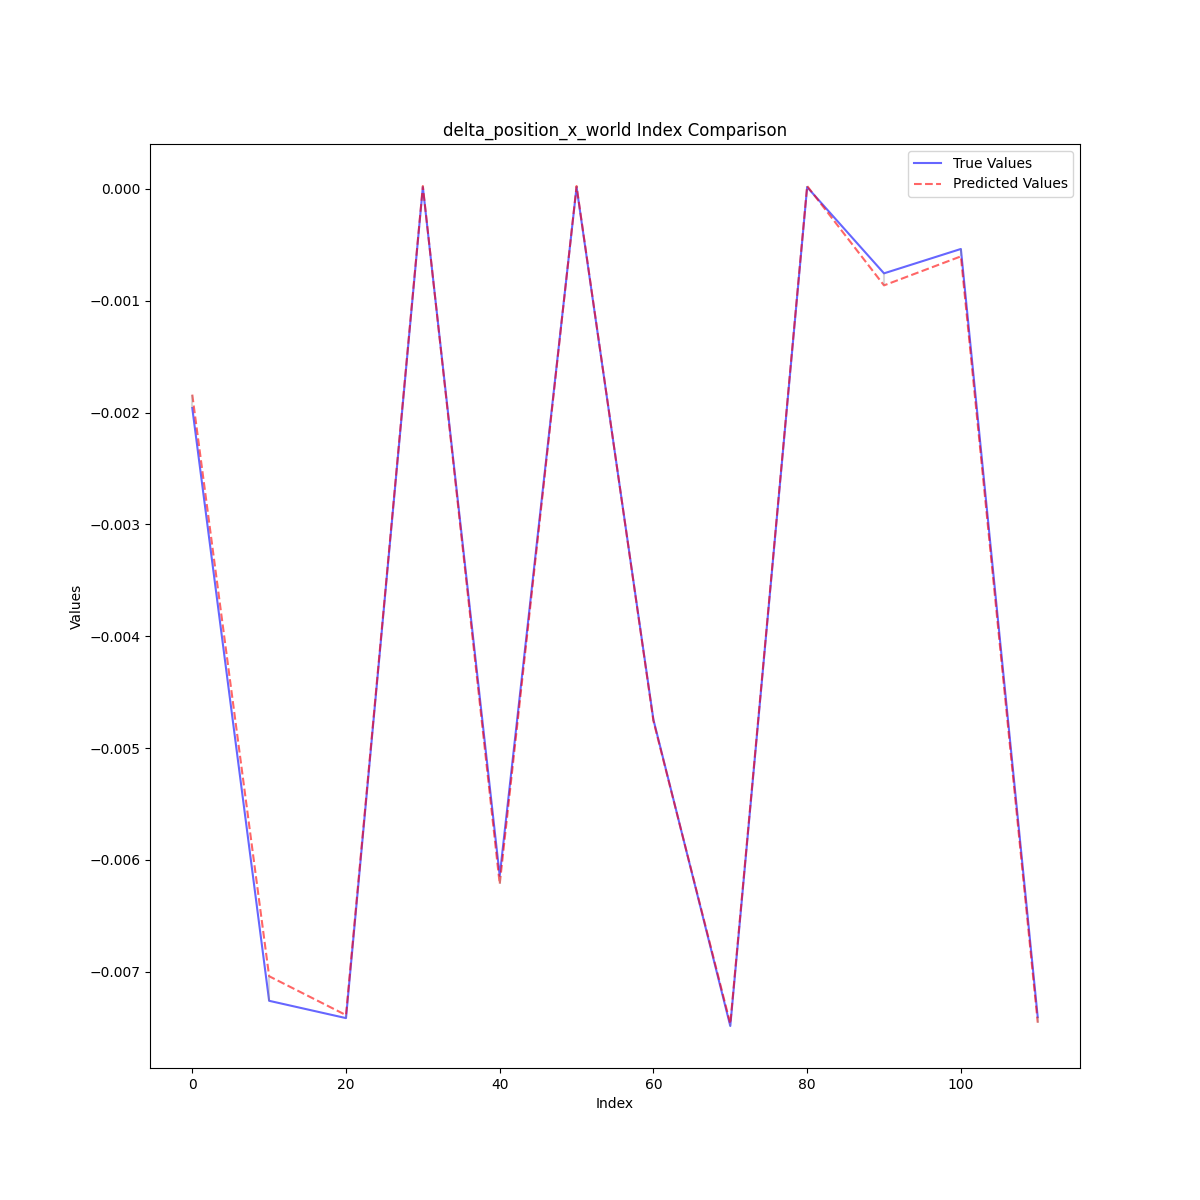 delta_position_x_world Index Comparison
True Values
Predicted Values
0.000
−0.001
−0.002
−0.003
−0.004
−0.005
−0.006
−0.007
Values
0 20 40 60 80 100
Index